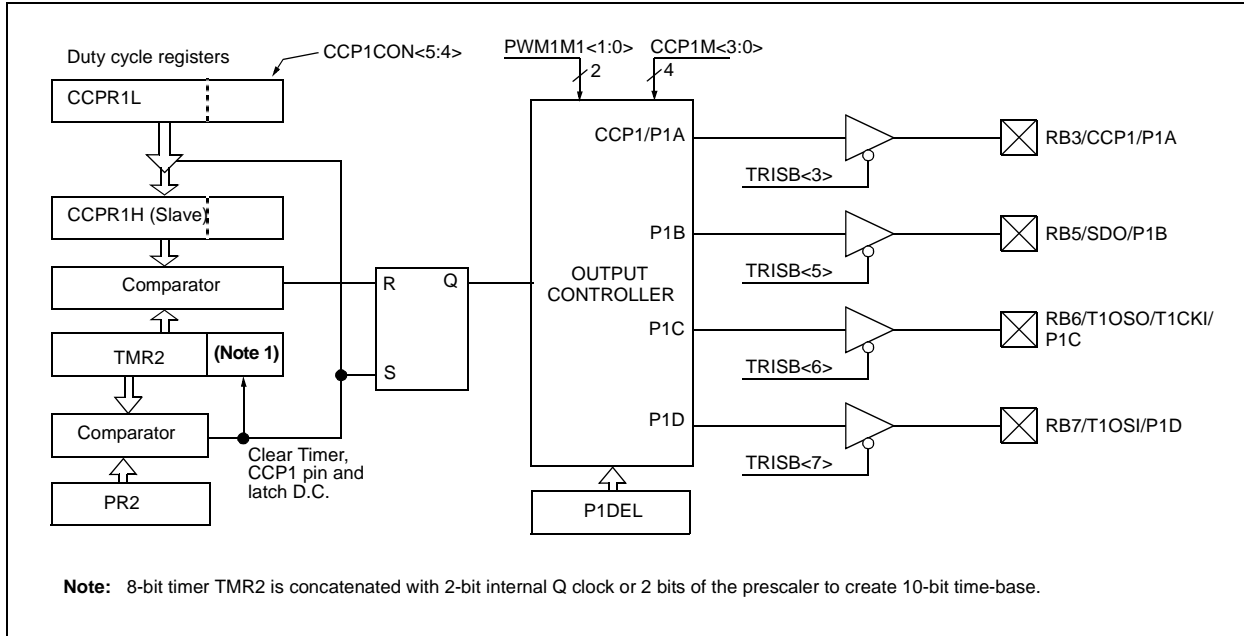 Duty cycle registers
CCP1CON<5:4>
CCPR1L
CCPR1H (Slave)
Comparator
TMR2
(Note 1)
Comparator
PR2
Clear Timer,
CCP1 pin and
latch D.C.
R
Q
S
PWM1M1<1:0>
2
CCP1M<3:0>
4
CCP1/P1A
P1B
OUTPUT
CONTROLLER
P1C
P1D
P1DEL
TRISB<3>
RB3/CCP1/P1A
TRISB<5>
RB5/SDO/P1B
TRISB<6>
RB6/T1OSO/T1CKI/
P1C
TRISB<7>
RB7/T1OSI/P1D
Note: 8-bit timer TMR2 is concatenated with 2-bit internal Q clock or 2 bits of the prescaler to create 10-bit time-base.